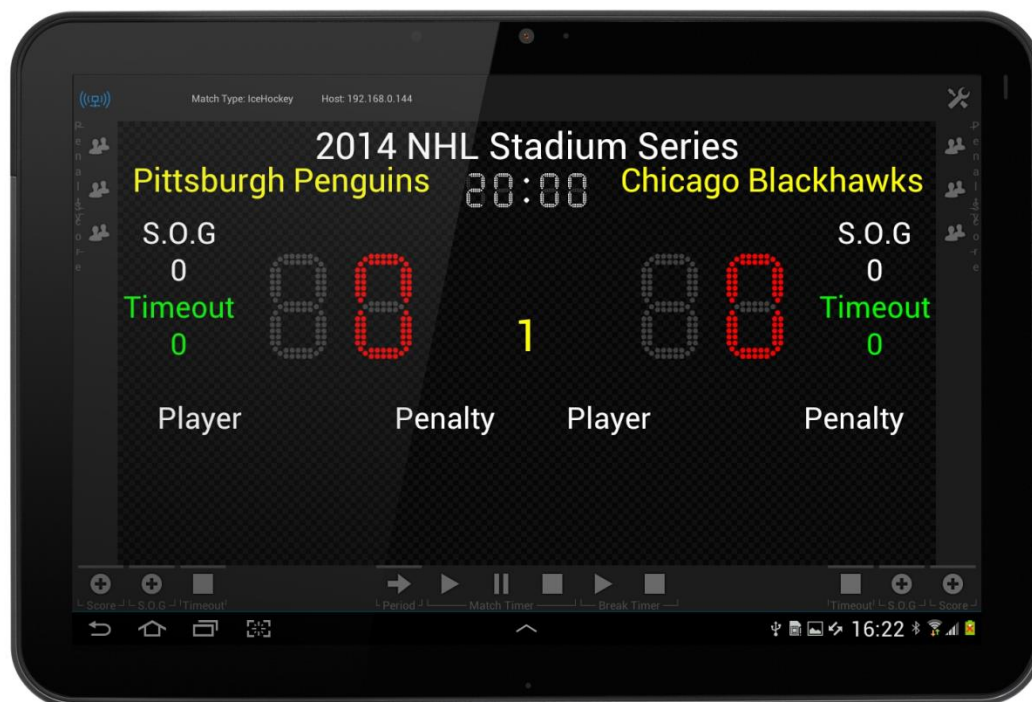 Match Type: IceHockey Host: 192.168.0.144
2014 NHL Stadium Series
Pittsburgh Penguins 20:00 Chicago Blackhawks
S.O.G S.O.G
0 0 0 0
Timeout 1 Timeout
0 0
Player Penalty Player Penalty
Score S.O.G Timeout Period Match Timer Break Timer Timeout S.O.G Score
16:22